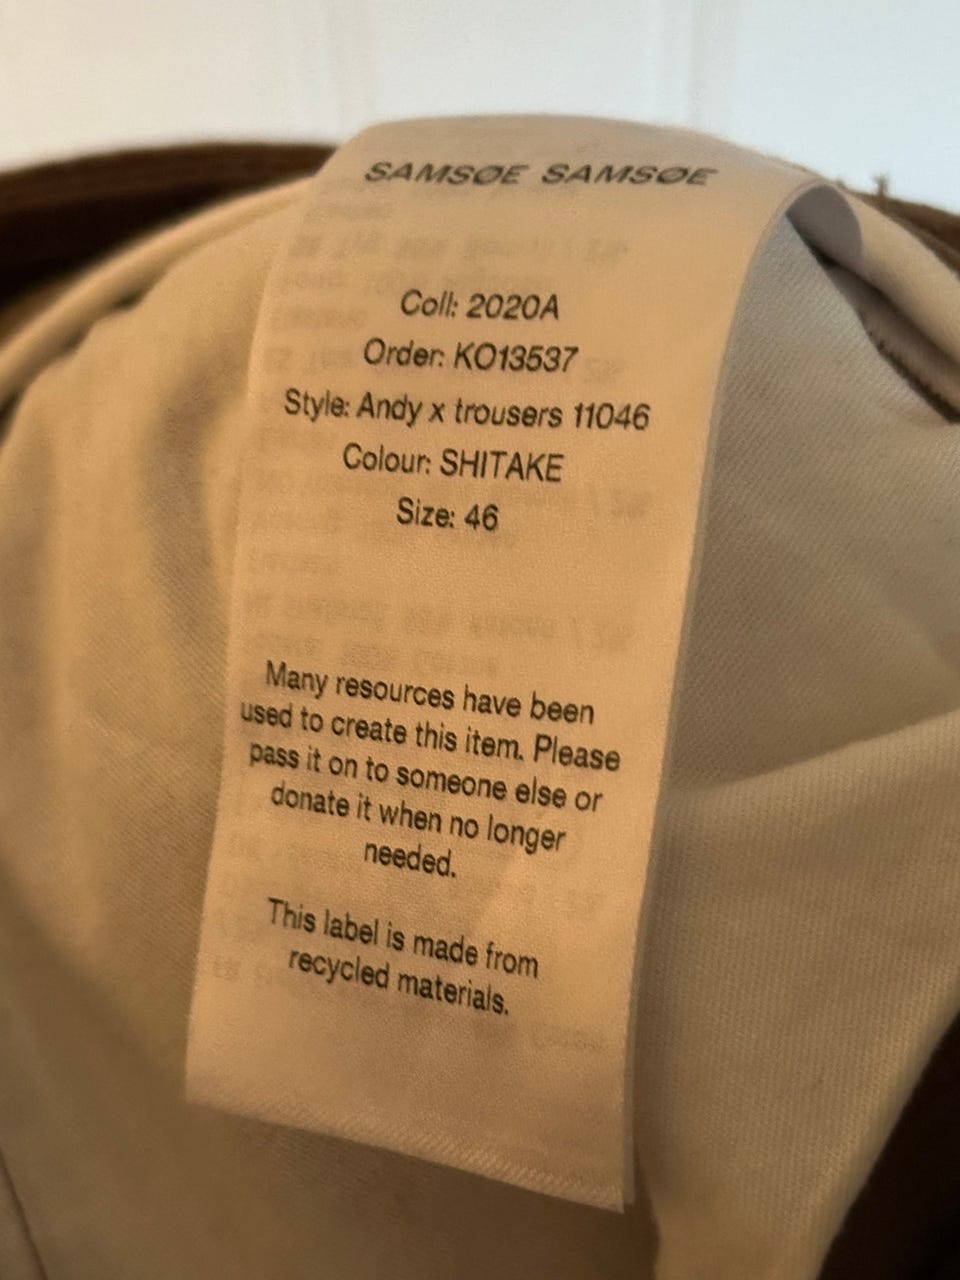 SAMSØE SAMSØE
Coll: 2020A
Order: KO13537
Style: Andy x trousers 11046
Colour: SHITAKE
Size: 46
Many resources have been
used to create this item. Please
pass it on to someone else or
donate it when no longer
needed.
This label is made from
recycled materials.